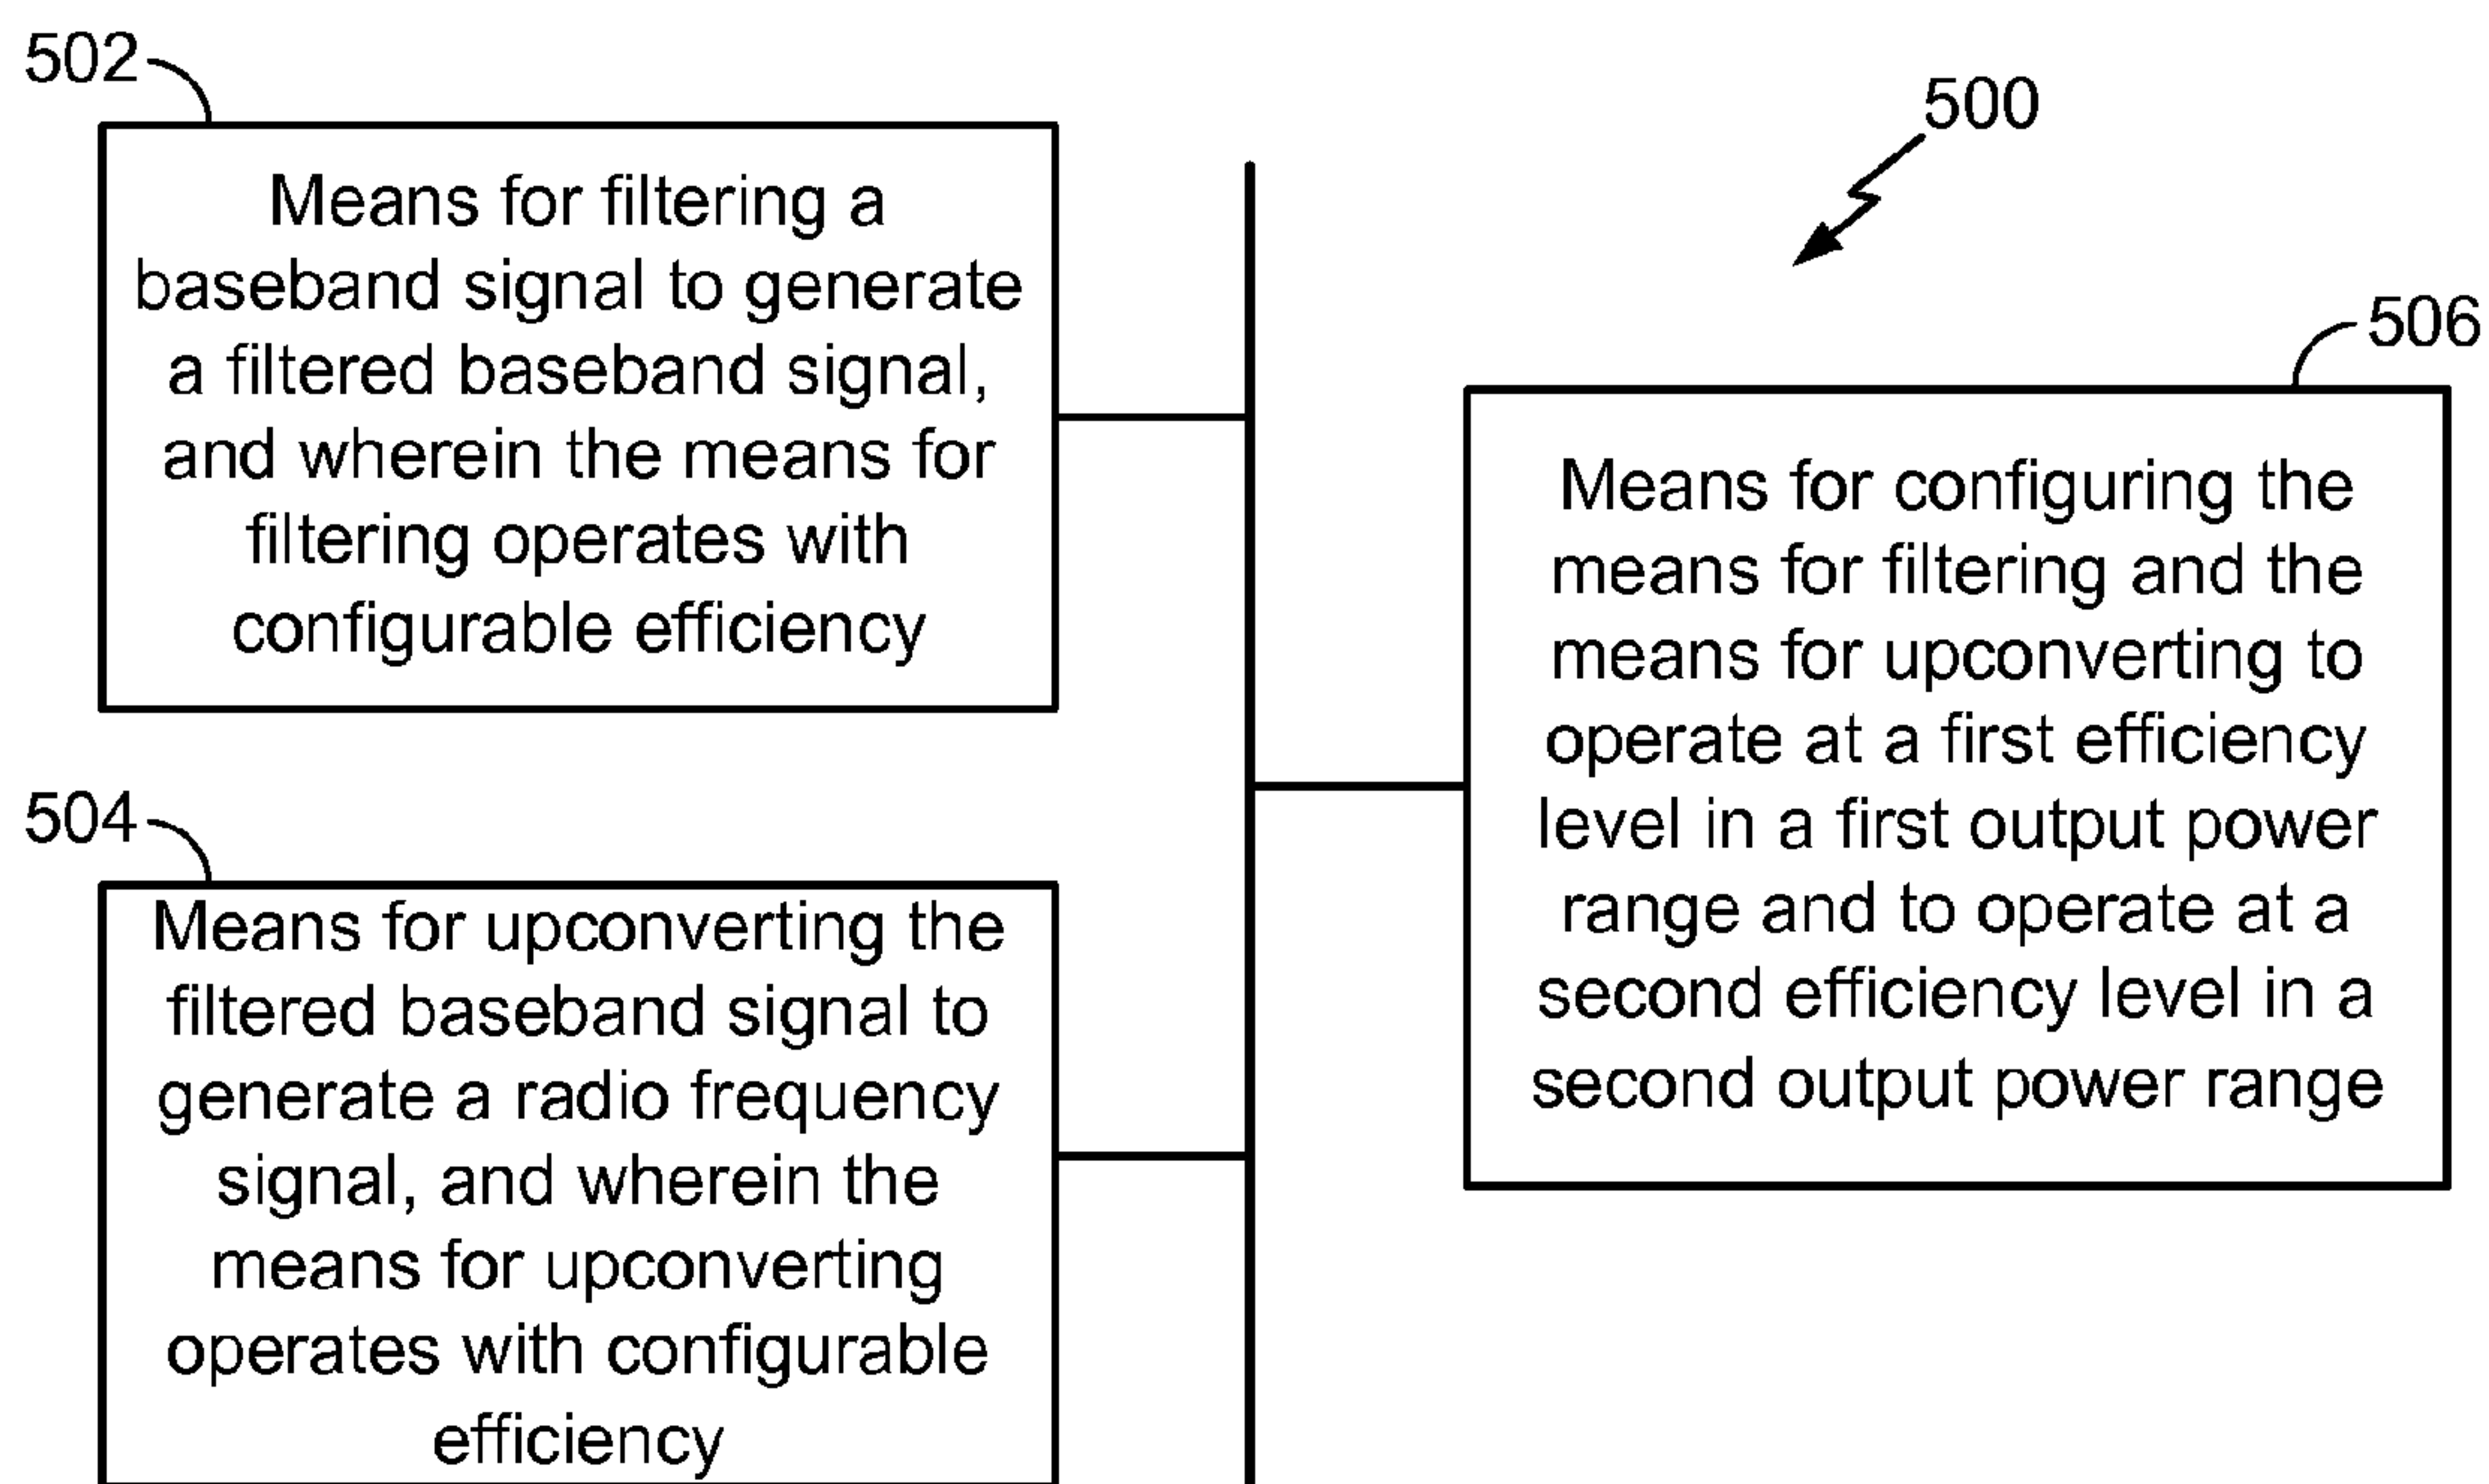 502
Means for filtering a
baseband signal to generate
a filtered baseband signal,
and wherein the means for
filtering operates with
configurable efficiency
504
Means for upconverting the
filtered baseband signal to
generate a radio frequency
signal, and wherein the
means for upconverting
operates with configurable
efficiency
500
506
Means for configuring the
means for filtering and the
means for upconverting to
operate at a first efficiency
level in a first output power
range and to operate at a
second efficiency level in a
second output power range